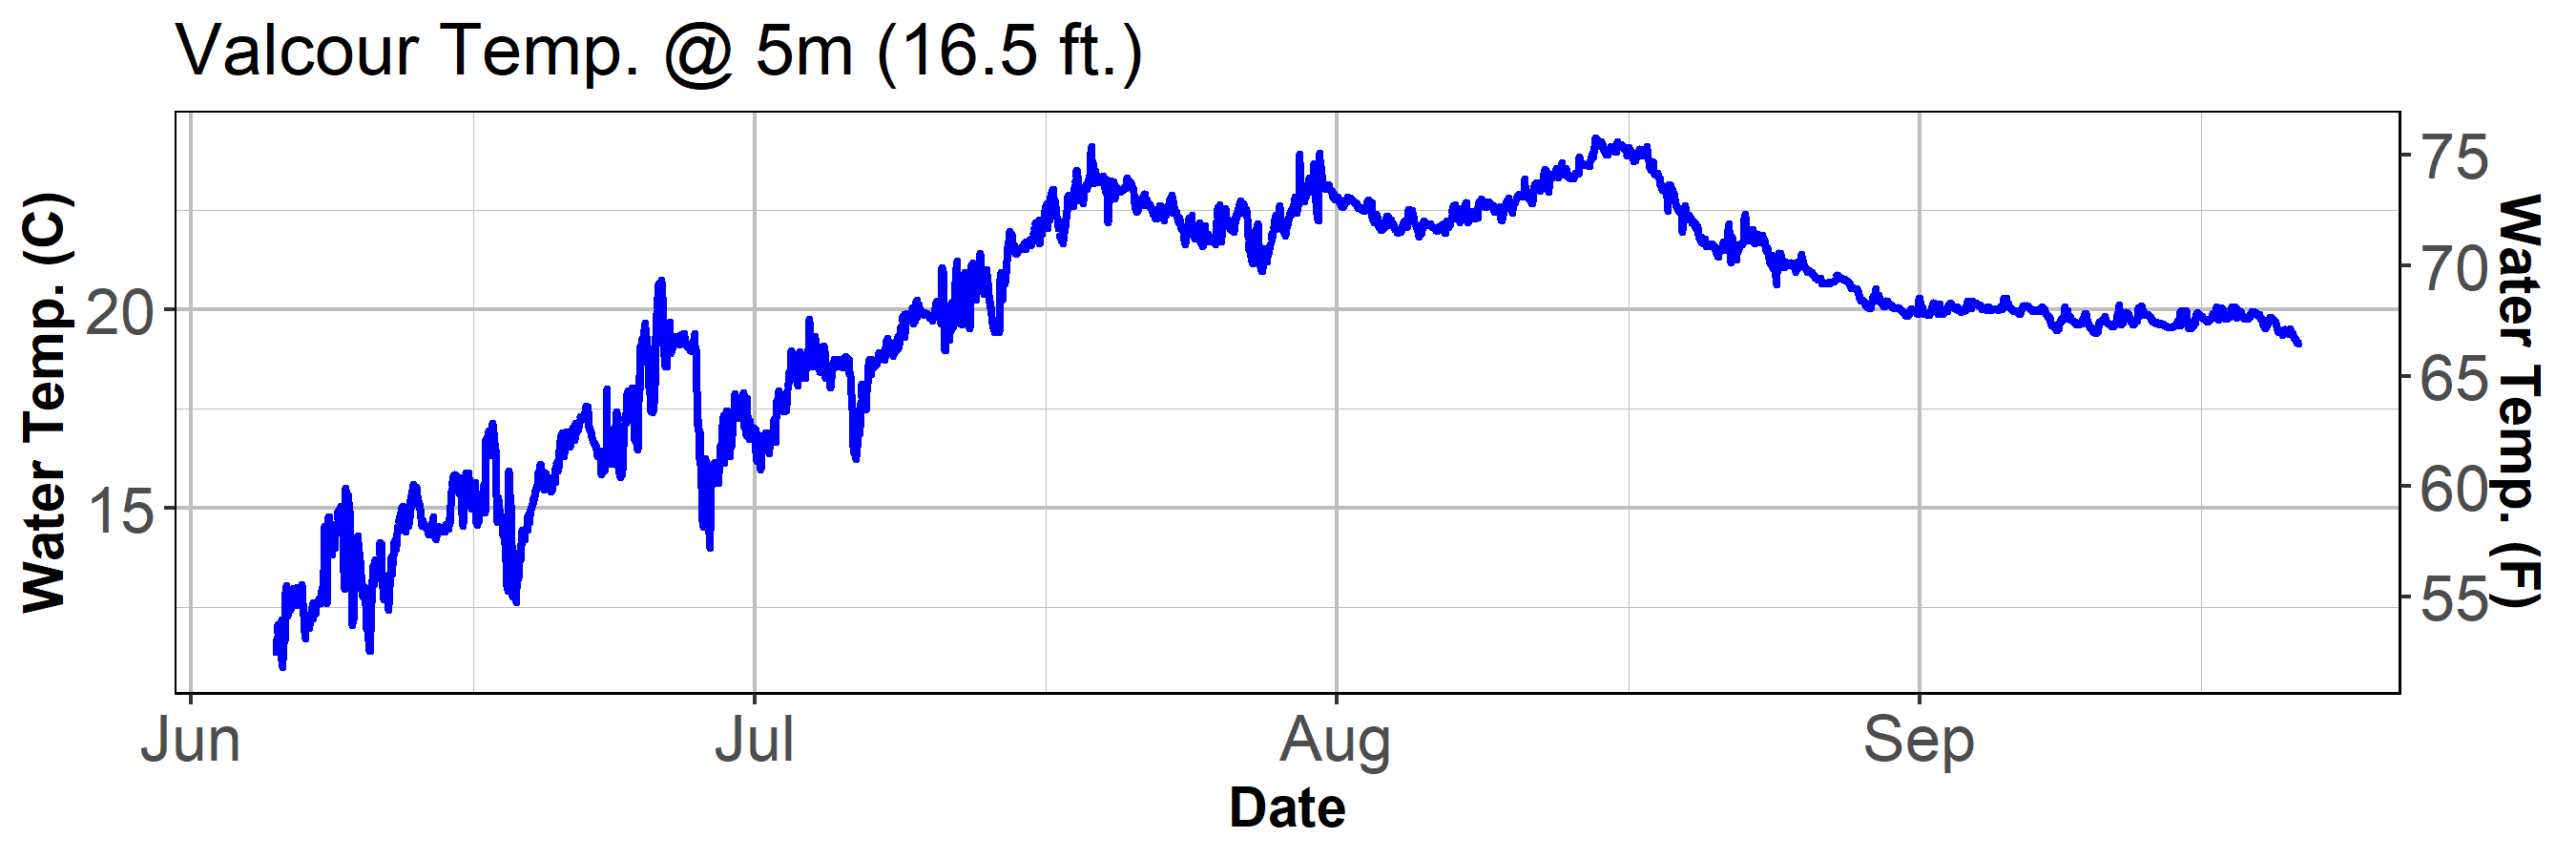 Valcour Temp. @ 5m (16.5 ft.)
Water Temp. (C)
20
15
75
70
65
60
55
Water Temp. (F)
Jun Jul Aug Sep
Date